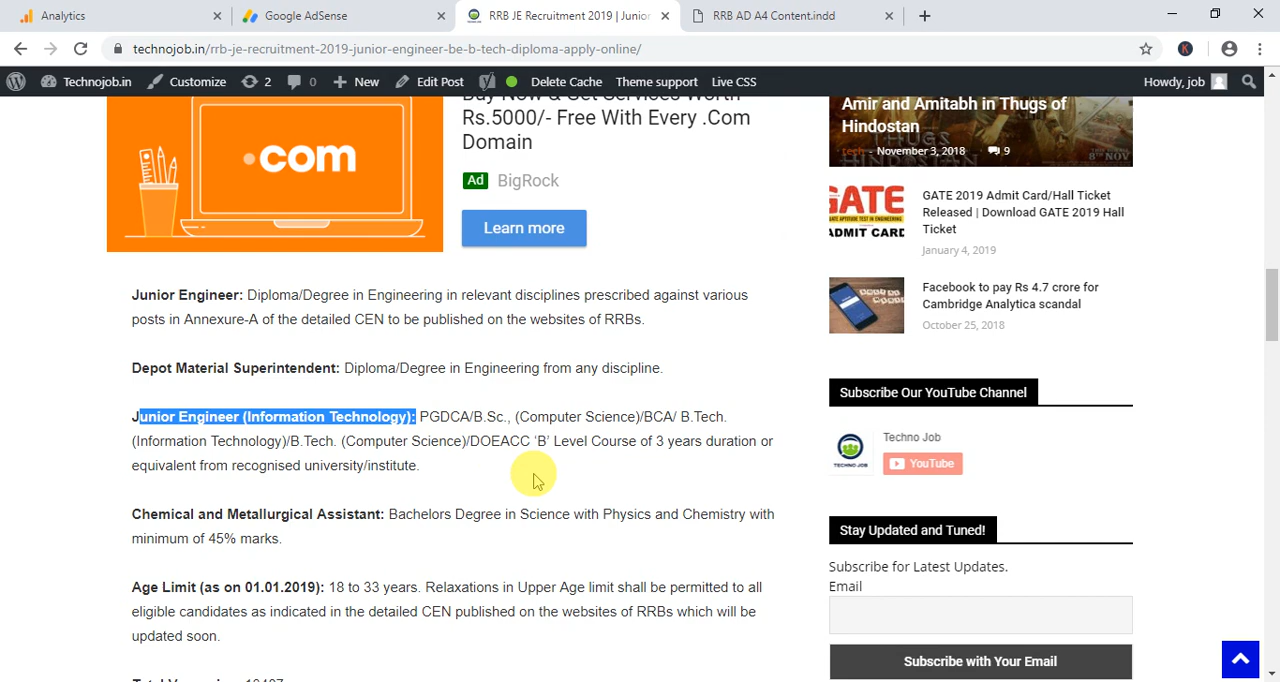 Analytics
Google AdSense
RRB JE Recruitment 2019 | Junior
RRB AD A4 Content.indd
technojob.in/rrb-je-recruitment-2019-junior-engineer-be-b-tech-diploma-apply-online/
Technojob.in Customize 2 0 New Edit Post Delete Cache Theme support Live CSS Howdy, job
.com
Buy Now & Get Services Worth
Rs.5000/- Free With Every .Com
Domain
Ad BigRock
Learn more
Junior Engineer: Diploma/Degree in Engineering in relevant disciplines prescribed against various
posts in Annexure-A of the detailed CEN to be published on the websites of RRBs.
Depot Material Superintendent: Diploma/Degree in Engineering from any discipline.
Junior Engineer (Information Technology): PGDCA/B.Sc., (Computer Science)/BCA/ B.Tech.
(Information Technology)/B.Tech. (Computer Science)/DOEACC ‘B’ Level Course of 3 years duration or
equivalent from recognised university/institute.
Chemical and Metallurgical Assistant: Bachelors Degree in Science with Physics and Chemistry with
minimum of 45% marks.
Age Limit (as on 01.01.2019): 18 to 33 years. Relaxations in Upper Age limit shall be permitted to all
eligible candidates as indicated in the detailed CEN published on the websites of RRBs which will be
updated soon.
Amir and Amitabh in Thugs of
Hindostan
tech - November 3, 2018 9
8TH NOV
GATE
ADMIT CARD
GATE 2019 Admit Card/Hall Ticket
Released | Download GATE 2019 Hall
Ticket
January 4, 2019
Facebook to pay Rs 4.7 crore for
Cambridge Analytica scandal
October 25, 2018
Subscribe Our YouTube Channel
TECHNO JOB
Techno Job
YouTube
Stay Updated and Tuned!
Subscribe for Latest Updates.
Email
Subscribe with Your Email